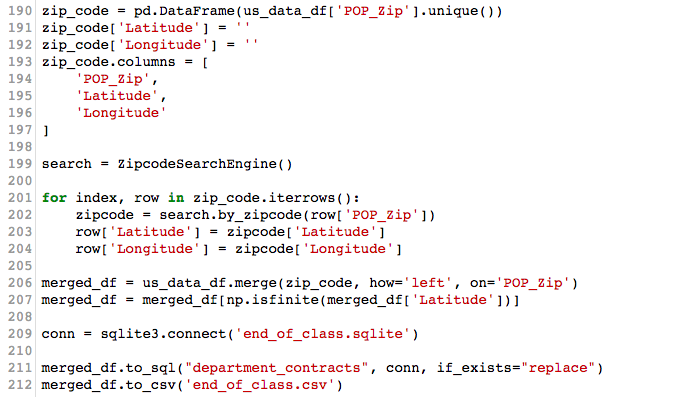 190 zip_code = pd.DataFrame(us_data_df['POP_Zip'].unique())
191 zip_code['Latitude'] = ''
192 zip_code['Longitude'] = ''
193 zip_code.columns = [
194     'POP_Zip',
195     'Latitude',
196     'Longitude'
197 ]
198
199 search = ZipcodeSearchEngine()
200
201 for index, row in zip_code.iterrows():
202     zipcode = search.by_zipcode(row['POP_Zip'])
203     row['Latitude'] = zipcode['Latitude']
204     row['Longitude'] = zipcode['Longitude']
205
206 merged_df = us_data_df.merge(zip_code, how='left', on='POP_Zip')
207 merged_df = merged_df[np.isfinite(merged_df['Latitude'])]
208
209 conn = sqlite3.connect('end_of_class.sqlite')
210
211 merged_df.to_sql("department_contracts", conn, if_exists="replace")
212 merged_df.to_csv('end_of_class.csv')